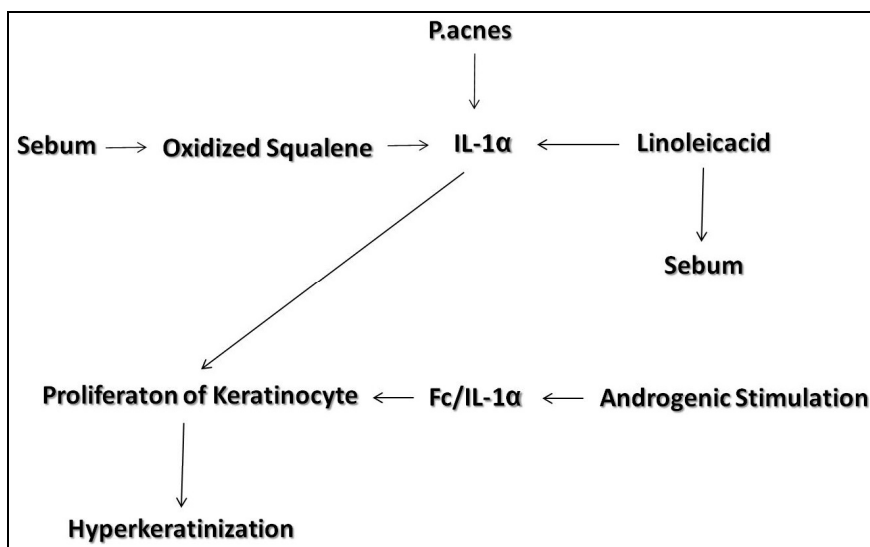 P.acnes
Sebum
Oxidized Squalene
IL-1α
Linoleicacid
Sebum
Proliferaton of Keratinocyte
Fc/IL-1α
Androgenic Stimulation
Hyperkeratinization